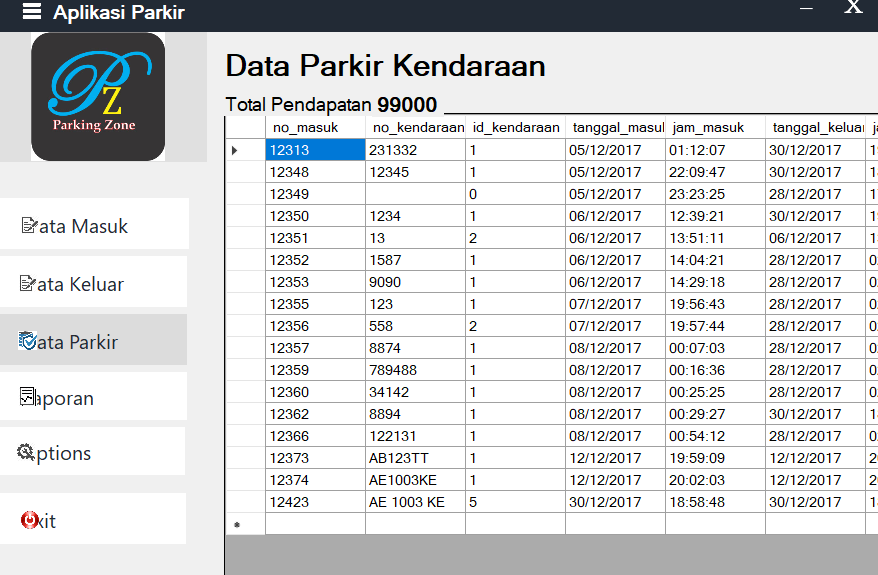 Aplikasi Parkir
X
PZ
Parking Zone
ata Masuk
ata Keluar
ata Parkir
aporan
ptions
xit
Data Parkir Kendaraan
Total Pendapatan 99000
no_masuk no_kendaraan id_kendaraan tanggal_masul jam_masuk tanggal_keluar
12313 231332 1 05/12/2017 01:12:07 30/12/2017
12348 12345 1 05/12/2017 22:09:47 30/12/2017
12349 0 05/12/2017 23:23:25 28/12/2017
12350 1234 1 06/12/2017 12:39:21 30/12/2017
12351 13 2 06/12/2017 13:51:11 06/12/2017
12352 1587 1 06/12/2017 14:04:21 28/12/2017
12353 9090 1 06/12/2017 14:29:18 28/12/2017
12355 123 1 07/12/2017 19:56:43 28/12/2017
12356 558 2 07/12/2017 19:57:44 28/12/2017
12357 8874 1 08/12/2017 00:07:03 28/12/2017
12359 789488 1 08/12/2017 00:16:36 28/12/2017
12360 34142 1 08/12/2017 00:25:25 28/12/2017
12362 8894 1 08/12/2017 00:29:27 30/12/2017
12366 122131 1 08/12/2017 00:54:12 28/12/2017
12373 AB123TT 1 12/12/2017 19:59:09 12/12/2017
12374 AE1003KE 1 12/12/2017 20:02:03 12/12/2017
12423 AE 1003 KE 5 30/12/2017 18:58:48 30/12/2017